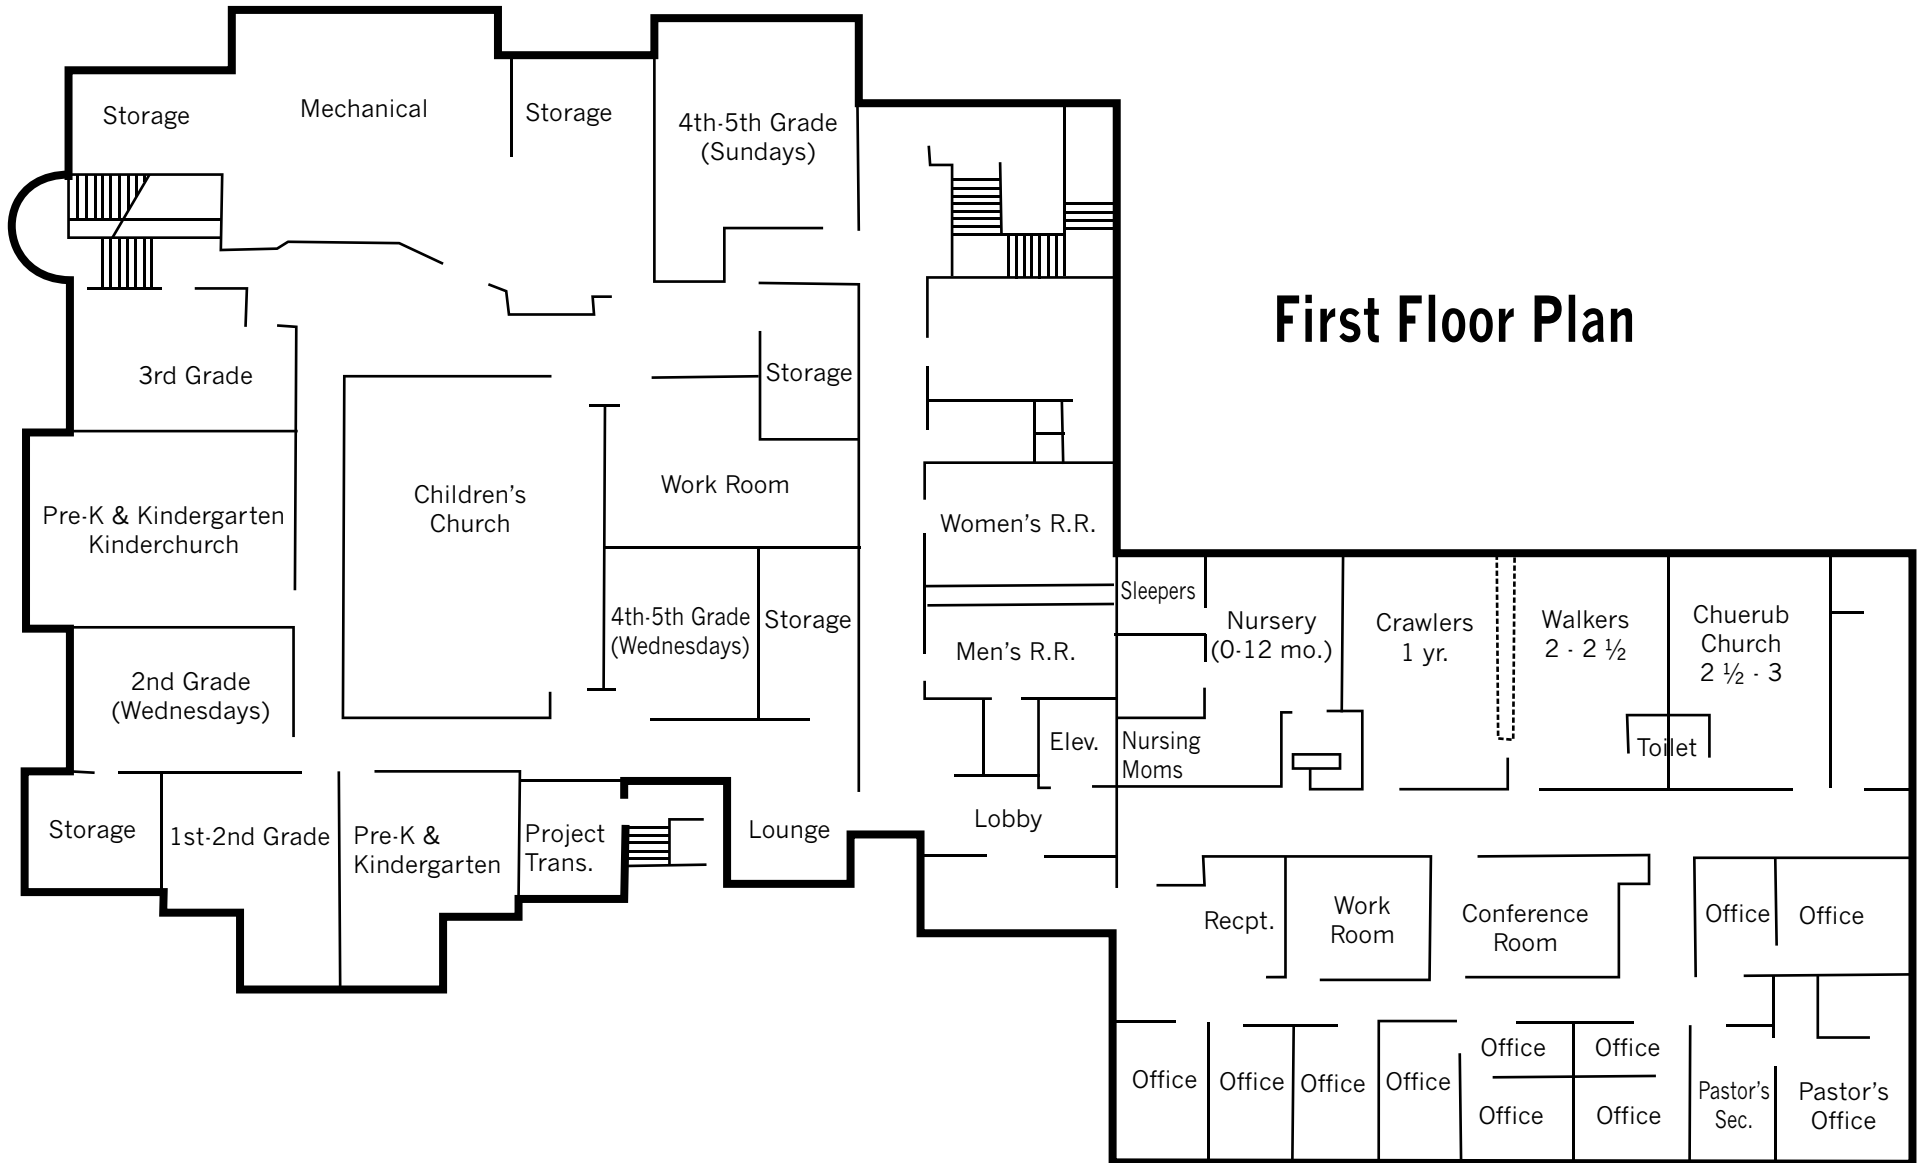 Storage
Mechanical
Storage
4th-5th Grade
(Sundays)
First Floor Plan
3rd Grade
Storage
Children's
Church
Work Room
Pre-K & Kindergarten
Kinderchurch
Women's R.R.
Sleepers
4th-5th Grade
(Wednesdays)
Storage
Men's R.R.
Nursery
(0-12 mo.)
Crawlers
1 yr.
Walkers
2 - 2 ½
Chuerub
Church
2 ½ - 3
2nd Grade
(Wednesdays)
Elev.
Nursing
Moms
Toilet
Storage
1st-2nd Grade
Pre-K &
Kindergarten
Project
Trans.
Lounge
Lobby
Recpt.
Work
Room
Conference
Room
Office
Office
Office
Office
Office
Office
Office
Office
Office
Office
Pastor's
Sec.
Pastor's
Office